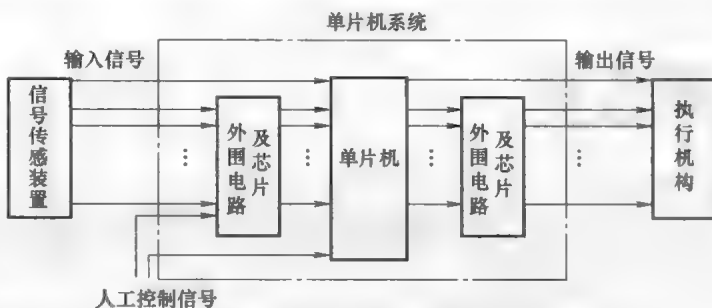 单片机系统
输入信号
输出信号
信号传感装置
外围电路
及芯片
单片机
外围电路
及芯片
执行机构
人工控制信号